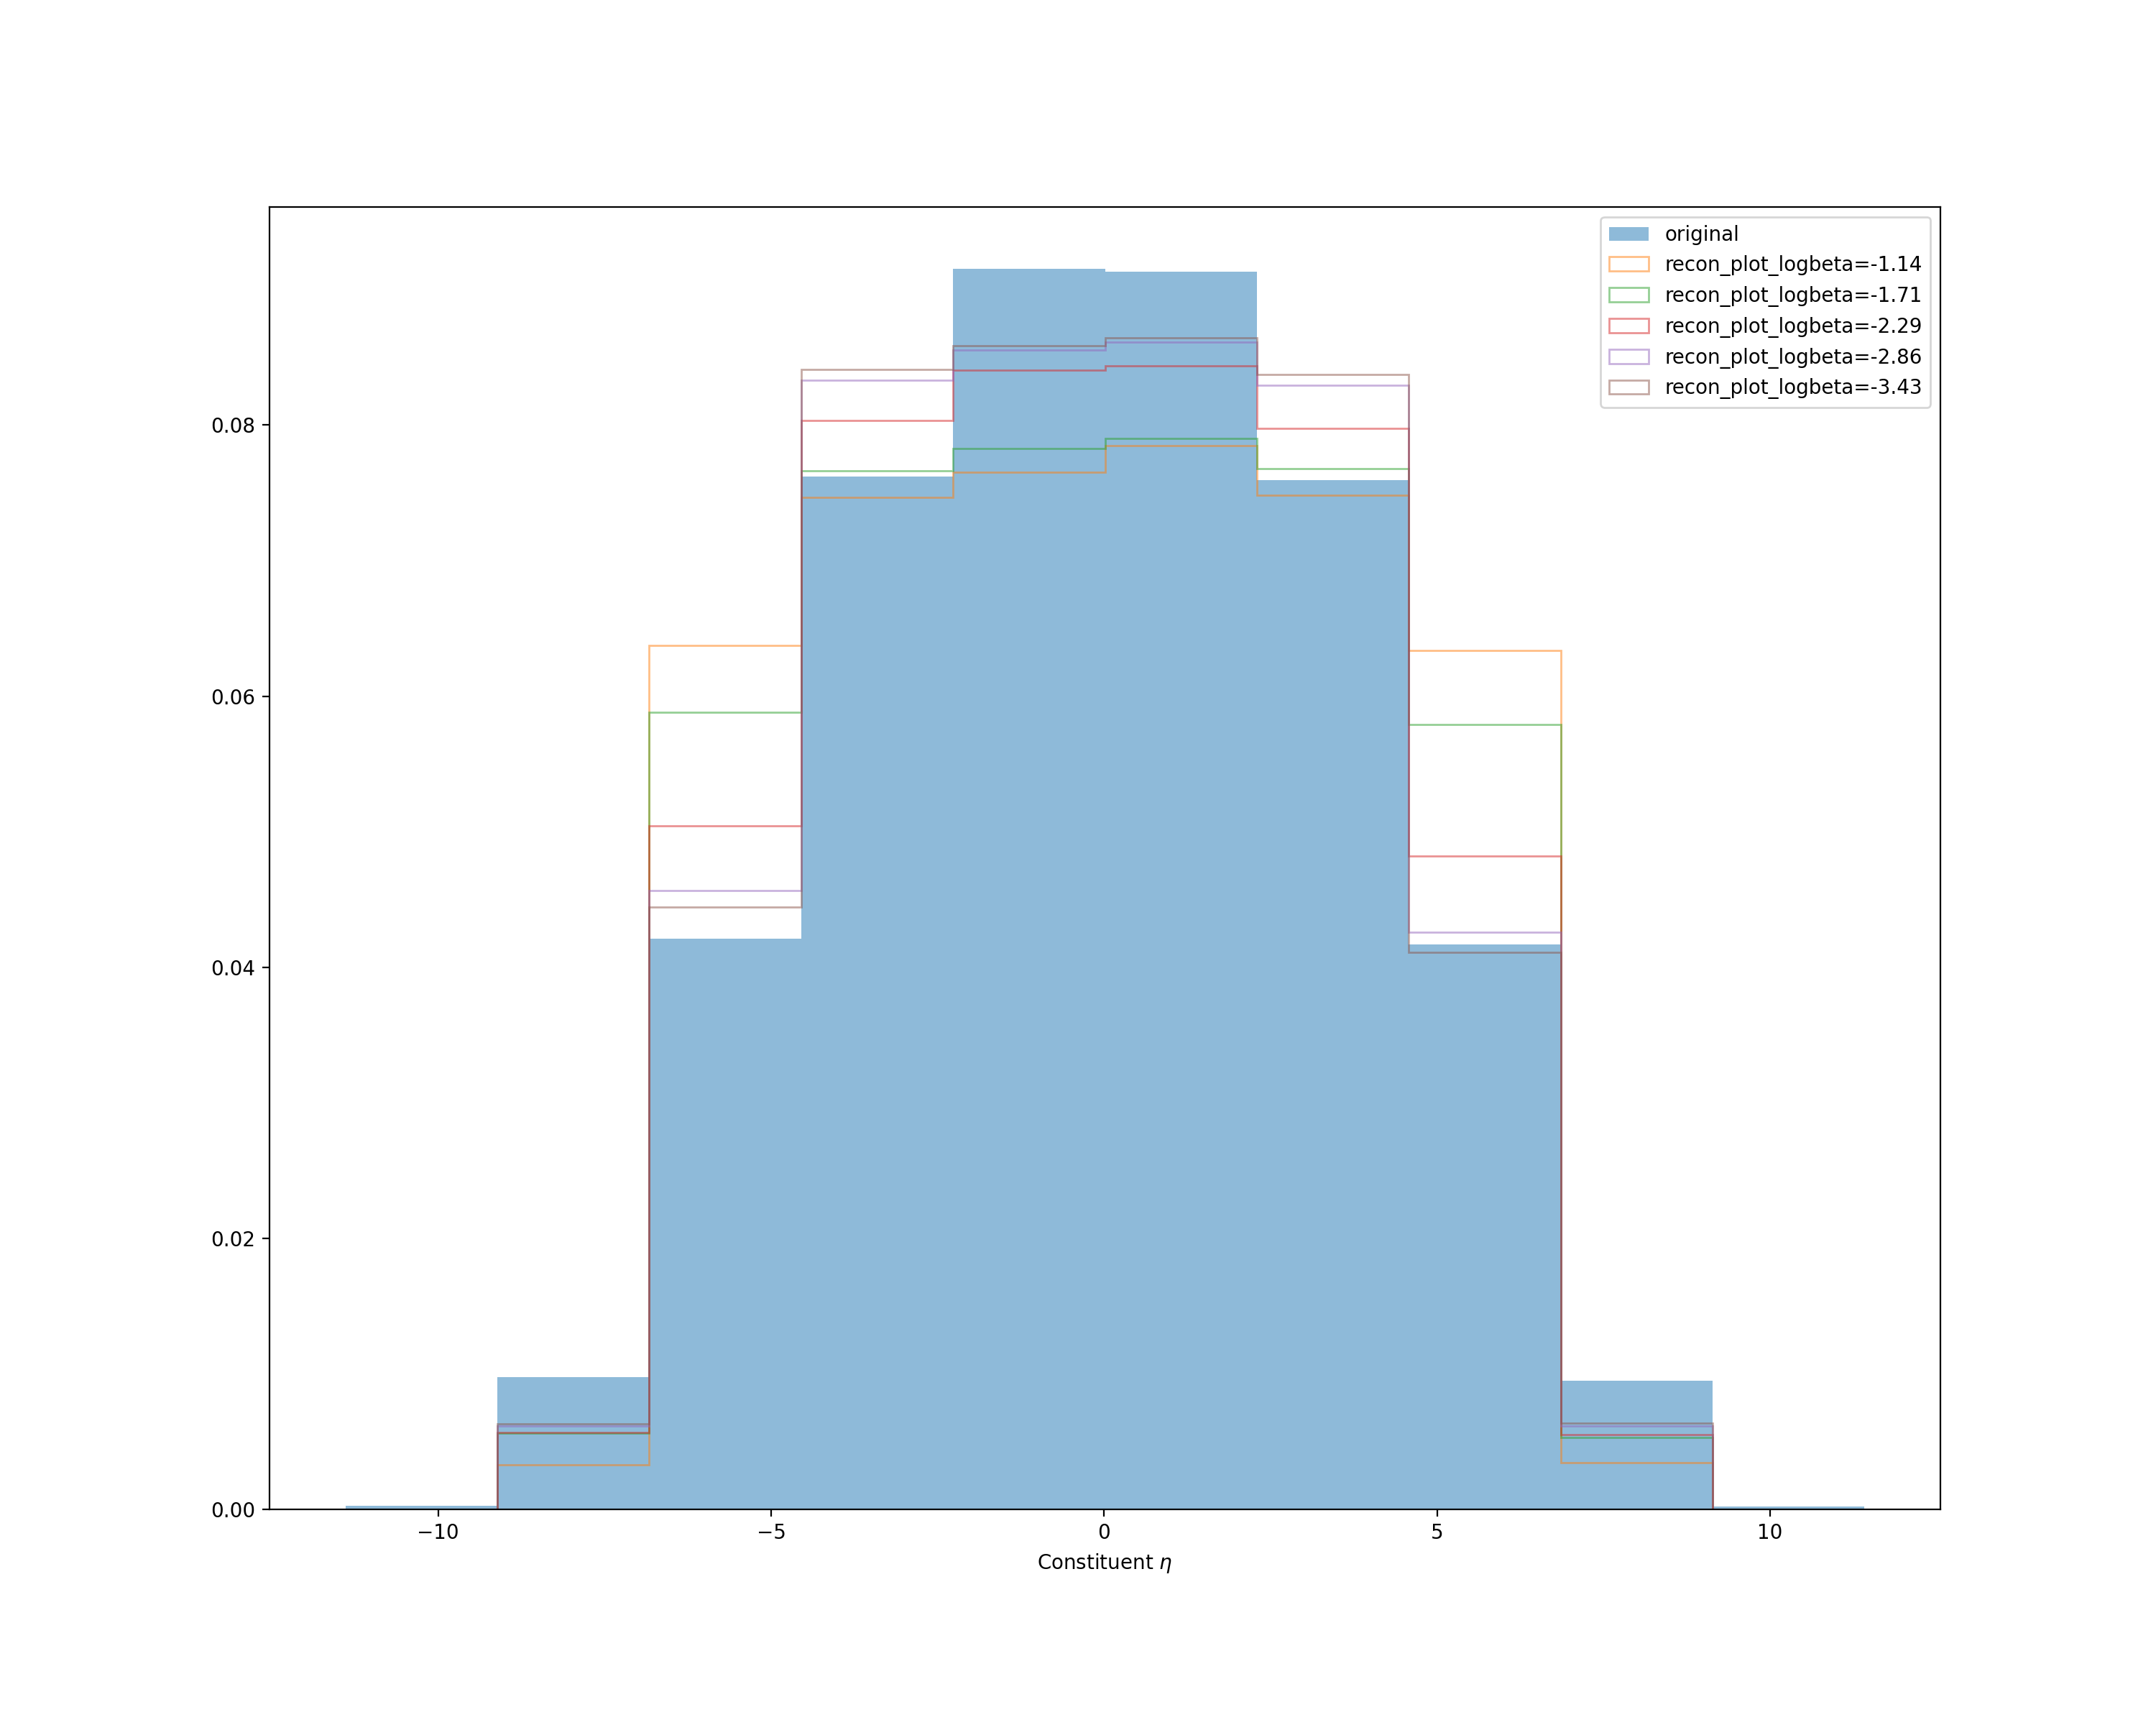 original
recon_plot_logbeta=-1.14
recon_plot_logbeta=-1.71
recon_plot_logbeta=-2.29
recon_plot_logbeta=-2.86
recon_plot_logbeta=-3.43
0.08
0.06
0.04
0.02
0.00
−10 −5 0 5 10
Constituent η